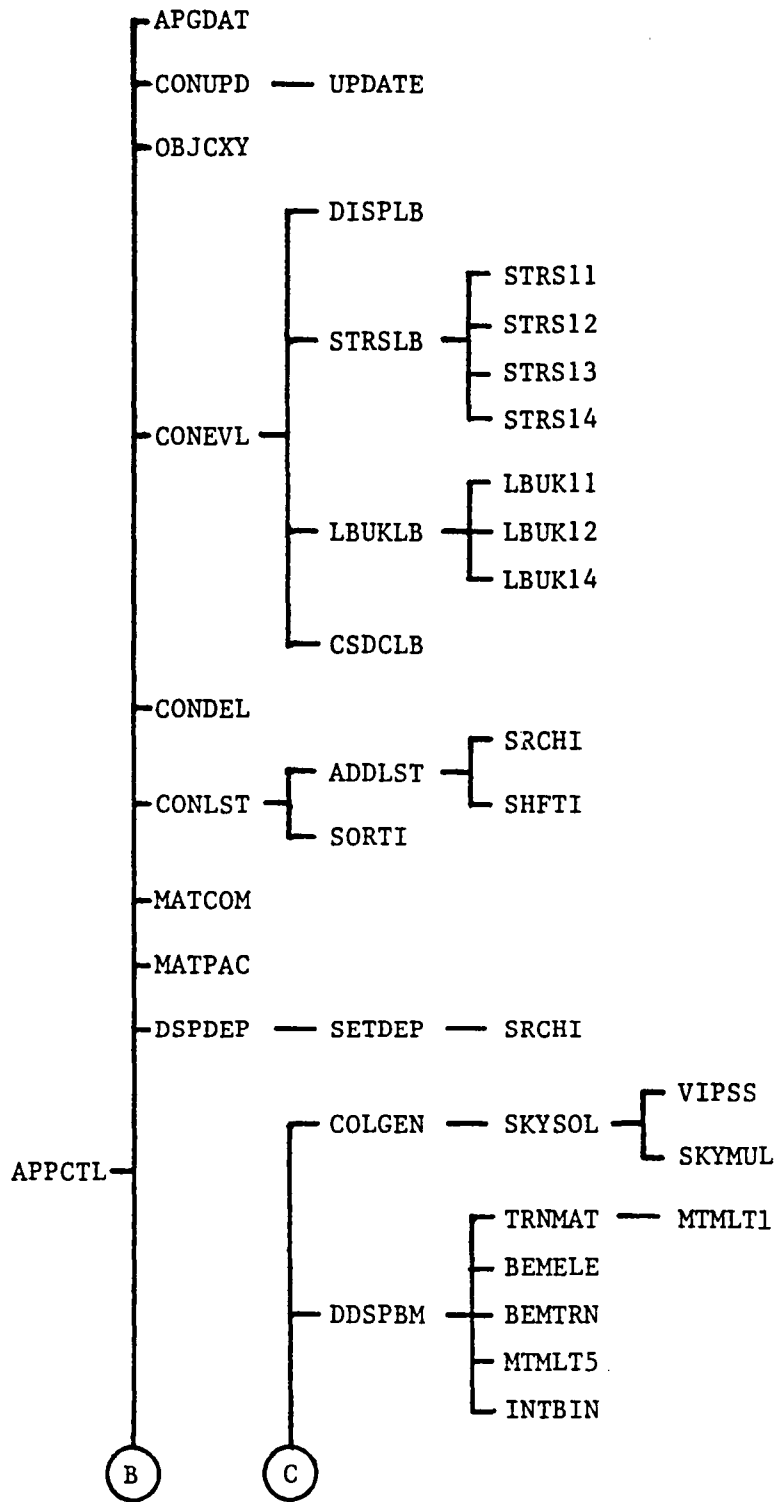 APGDAT
CONUPD UPDATE
OBJCXY
DISPLB
STRS11
STRS12
STRSLB
STRS13
STRS14
CONEVL
LBUK11
LBUKLB LBUK12
LBUK14
CSDCLB
CONDEL
SRCHI
ADDLST
CONLST SHFTI
SORTI
MATCOM
MATPAC
DSPDEP SETDEP SRCHI
VIPSS
COLGEN SKYSOL
SKYMUL
APPCTL
TRNMAT MTMLT1
BEMELE
DDSPBM BEMTRN
MTMLT5
INTBIN
B C